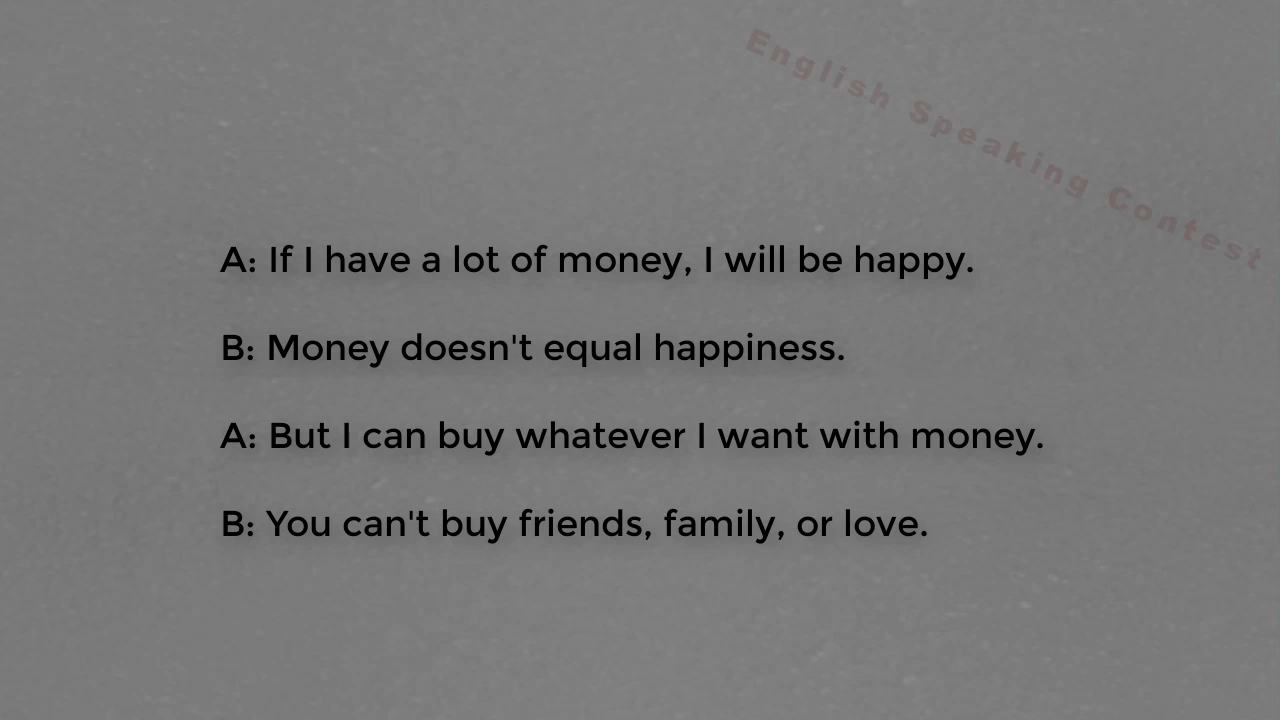 English Speaking Contest
A: If I have a lot of money, I will be happy.
B: Money doesn't equal happiness.
A: But I can buy whatever I want with money.
B: You can't buy friends, family, or love.